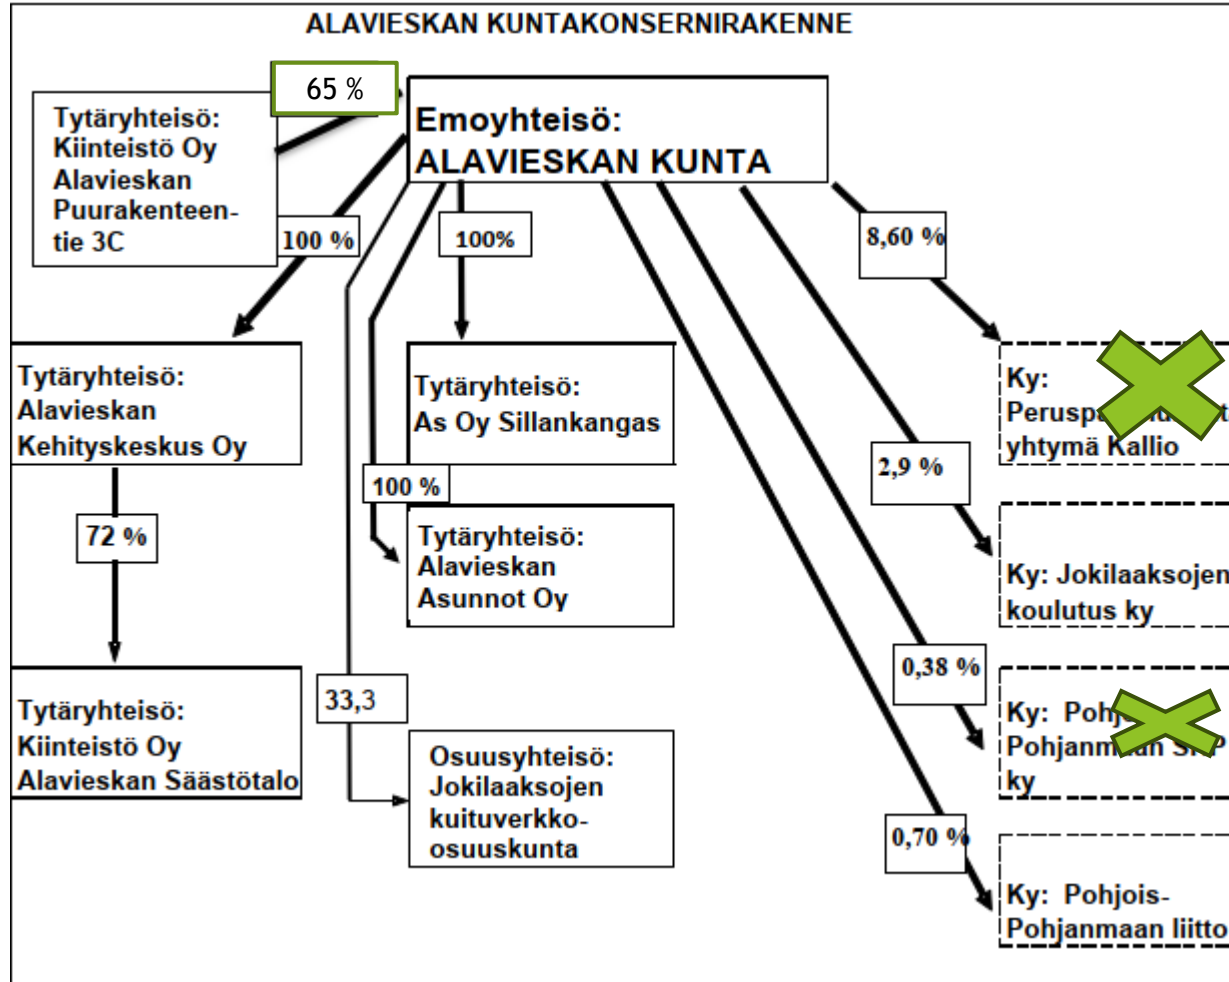 ALAVIESKAN KUNTAKONSERNIRAKENNE
65 %
Tytäryhteisö:
Kiinteistö Oy
Alavieskan
Puurakenteen-
tie 3C
Emoyhteisö:
ALAVIESKAN KUNTA
100 %
100%
8,60 %
Tytäryhteisö:
Alavieskan
Kehityskeskus Oy
Tytäryhteisö:
As Oy Sillankangas
Ky:
yhtymä Kallio
100 %
2,9 %
72 %
Tytäryhteisö:
Alavieskan
Asunnot Oy
Ky: Jokilaaksojen
koulutus ky
0,38 %
33,3
Tytäryhteisö:
Kiinteistö Oy
Alavieskan Säästötalo
Ky:
Pohjanmaan
ky
Osuusyhteisö:
Jokilaaksojen
kuituverkko-
osuuskunta
0,70 %
Ky: Pohjois-
Pohjanmaan liitto